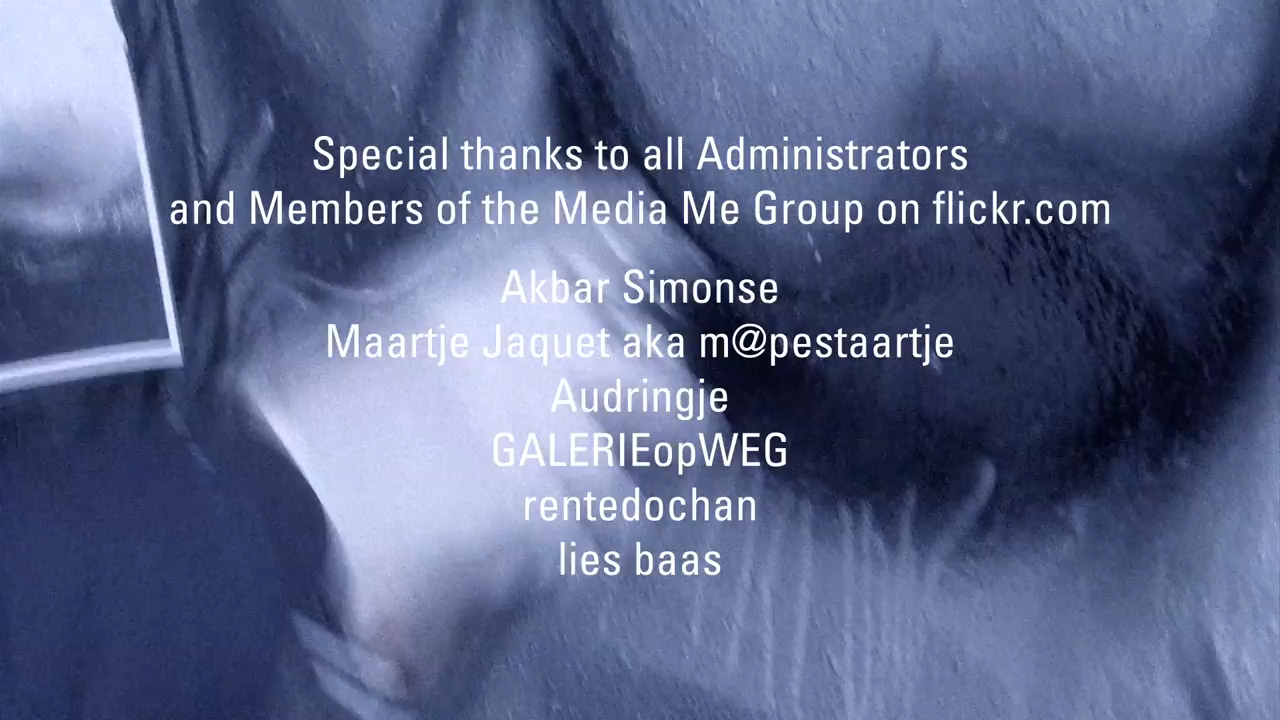 Special thanks to all Administrators
and Members of the Media Me Group on flickr.com
Akbar Simonse
Maartje Jaquet aka m@pestaartje
Audringje
GALERIEopWEG
rentedochan
lies baas